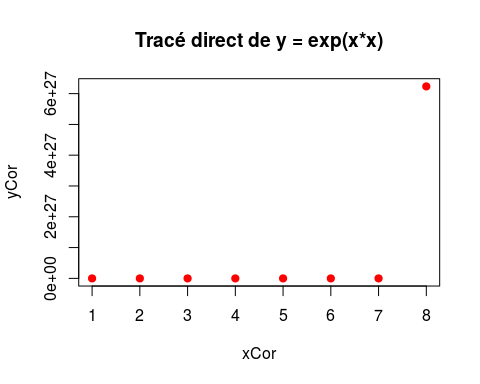 Tracé direct de y = exp(x*x)
yCor
6e+27
4e+27
2e+27
0e+00
1 2 3 4 5 6 7 8
xCor